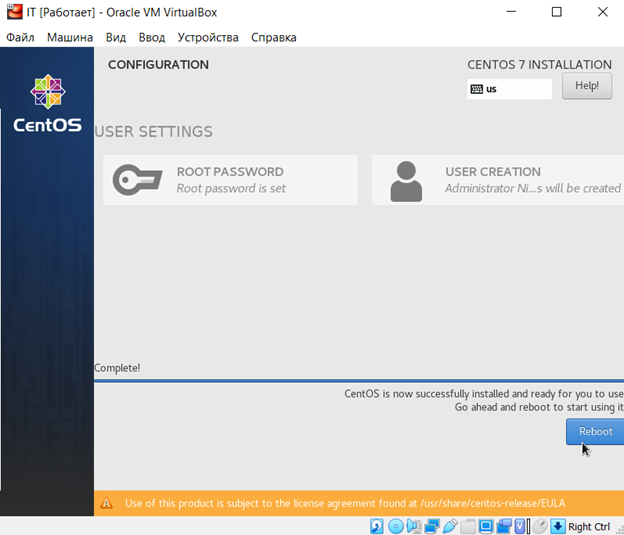 IT [Работает] - Oracle VM VirtualBox
Файл Машина Вид Ввод Устройства Справка
CentOS
CONFIGURATION
CENTOS 7 INSTALLATION
us
Help!
USER SETTINGS
ROOT PASSWORD
Root password is set
USER CREATION
Administrator Ni...s will be created
Complete!
CentOS is now successfully installed and ready for you to use
Go ahead and reboot to start using it
Reboot
Use of this product is subject to the license agreement found at /usr/share/centos-release/EULA
Right Ctrl